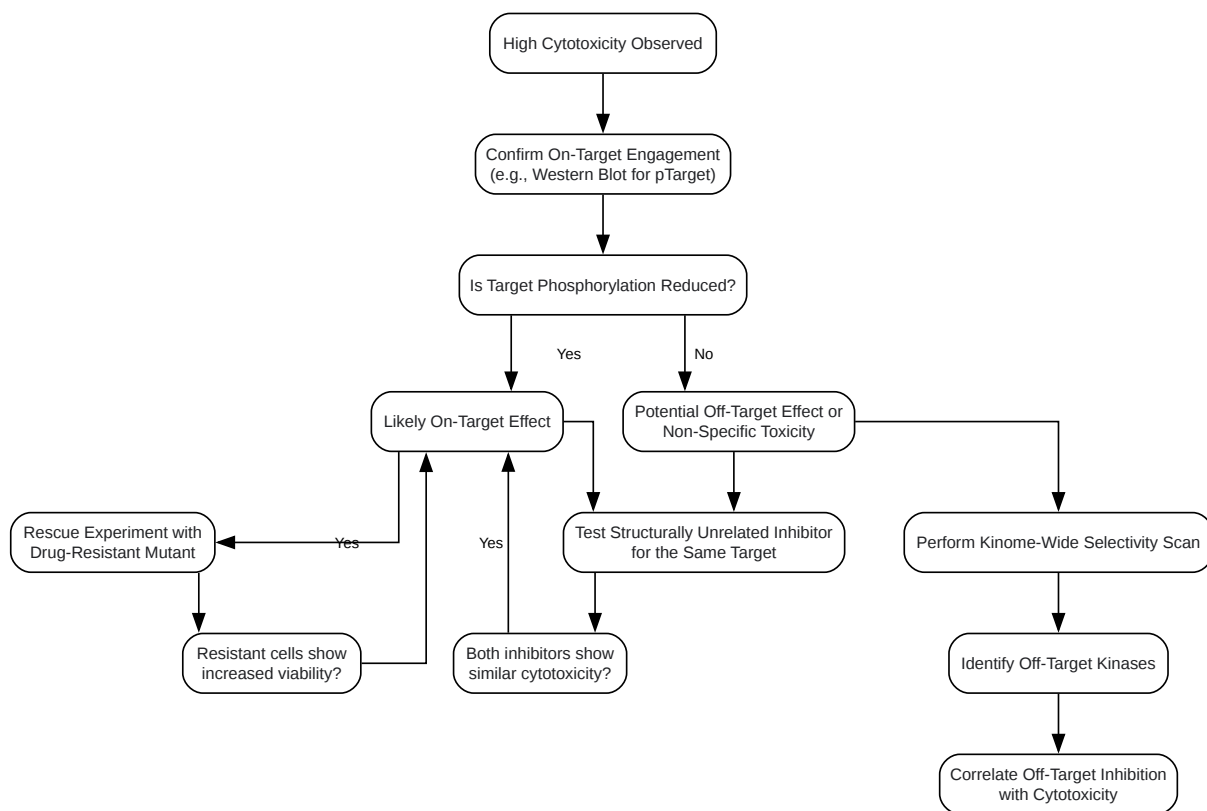 High Cytotoxicity Observed
Confirm On-Target Engagement
(e.g., Western Blot for pTarget)
Is Target Phosphorylation Reduced?
Yes
No
Likely On-Target Effect
Potential Off-Target Effect or
Non-Specific Toxicity
Rescue Experiment with
Drug-Resistant Mutant
Yes
Yes
Test Structurally Unrelated Inhibitor
for the Same Target
Perform Kinome-Wide Selectivity Scan
Resistant cells show
increased viability?
Both inhibitors show
similar cytotoxicity?
Identify Off-Target Kinases
Correlate Off-Target Inhibition
with Cytotoxicity